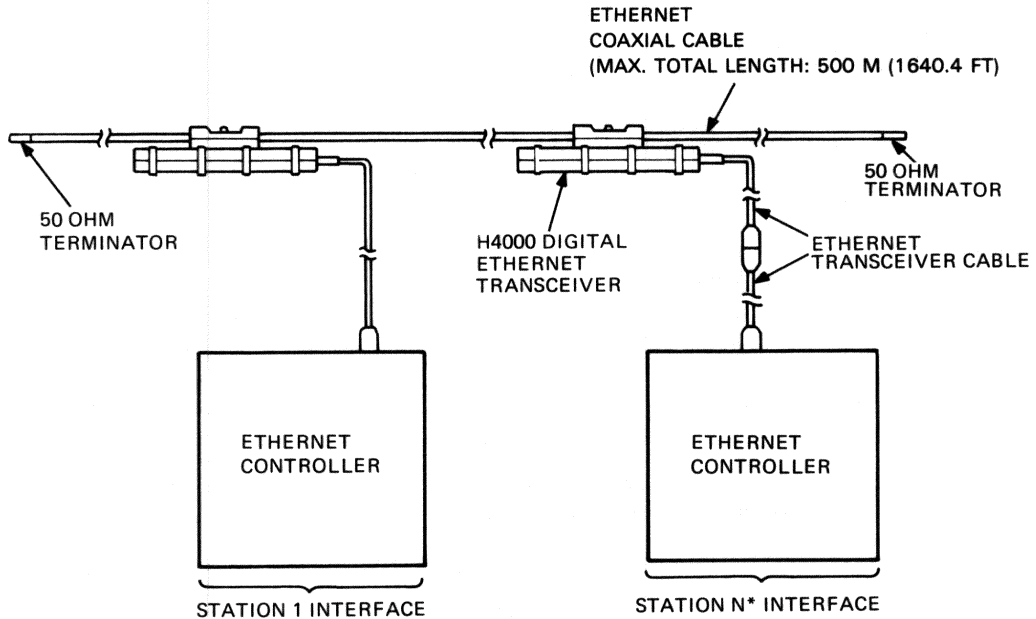 ETHERNET
COAXIAL CABLE
(MAX. TOTAL LENGTH: 500 M (1640.4 FT)
50 OHM
TERMINATOR
H4000 DIGITAL
ETHERNET
TRANSCEIVER
50 OHM
TERMINATOR
ETHERNET
TRANSCEIVER CABLE
ETHERNET
CONTROLLER
ETHERNET
CONTROLLER
STATION 1 INTERFACE
STATION N* INTERFACE